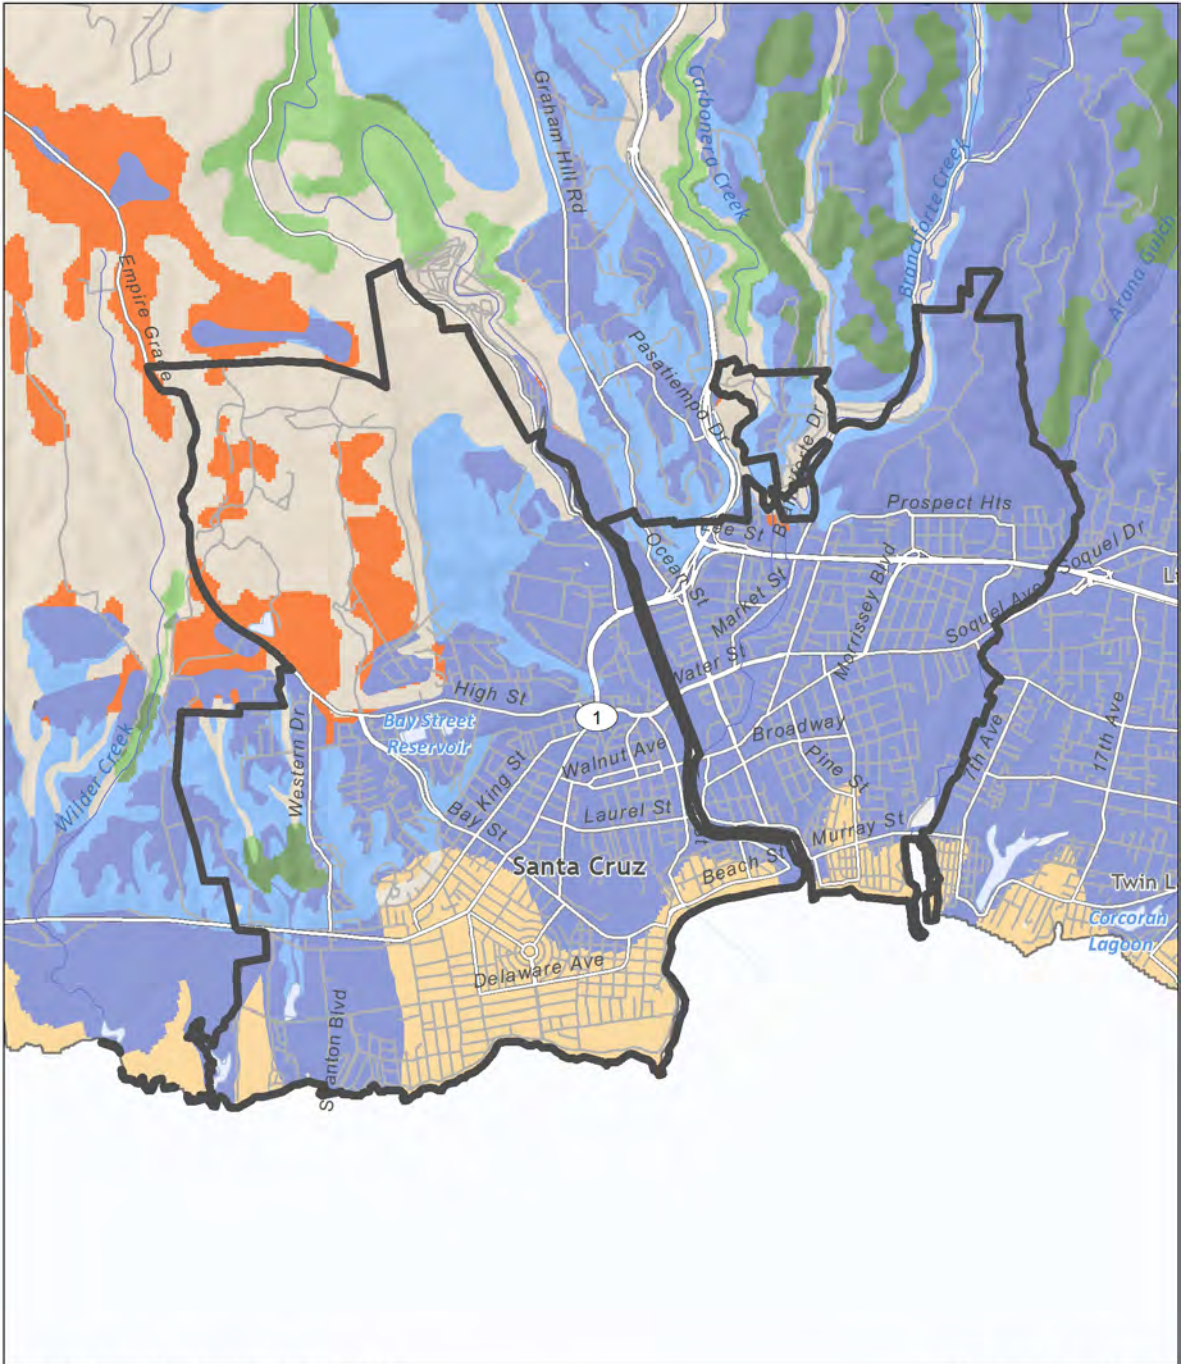 Graham Hill Rd
Carbonera Creek
Branciforte Creek
Arana Gulch
Empire Grade
Pasatiempo Dr
Prospect Hts
Ocean St
Market St
Morrissey Blvd
Soquel Ave
Soquel Dr
Water St
High St
1
Bay Street
Reservoir
Western Dr
Wilder Creek
King St
Bay St
Walnut Ave
Laurel St
Broadway
Pine St
7th Ave
17th Ave
Murray St
Beach St
Santa Cruz
Twin L
Corcoran
Lagoon
Delaware Ave
anton Blvd